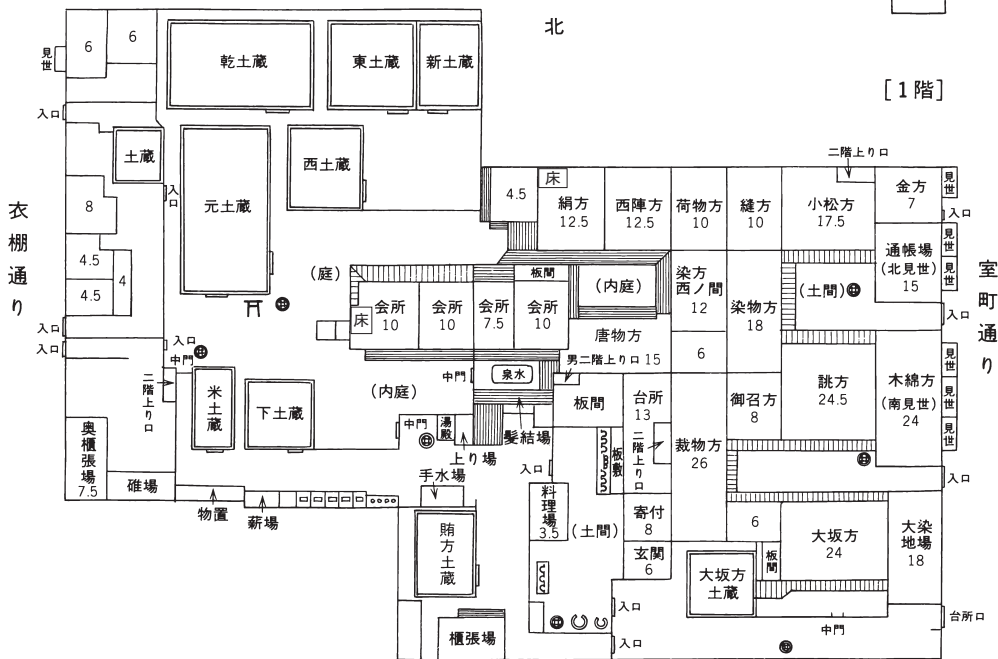 北
[1階]
衣棚通り
室町通り
見世
6
6
乾土蔵
東土蔵
新土蔵
入口
土蔵
入口
元土蔵
西土蔵
8
4.5
4.5
4
入口
入口
入口
中門
二階上り口
米土蔵
下土蔵
奥櫃張場
7.5
碓場
物置
薪場
(庭)
(内庭)
4.5
床
絹方
12.5
西陣方
12.5
荷物方
10
縫方
10
二階上り口
小松方
17.5
金方
7
見世
入口
通帳場
(北見世)
15
見世
見世
(土間)
入口
床
会所
10
会所
10
会所
7.5
板間
会所
10
(内庭)
唐物方
15
染方
西ノ間
12
染物方
18
6
男二階上り口
中門
泉水
髪結場
板間
台所
13
二階上り口
板敷
御召方
8
誂方
24.5
木綿方
(南見世)
24
見世
見世
見世
入口
裁物方
26
中門
湯殿
上り場
手水場
入口
料理場
3.5
(土間)
寄付
8
玄関
6
賄方土蔵
櫃張場
入口
入口
大坂方
土蔵
6
板間
大坂方
24
大染
地場
18
台所口
中門